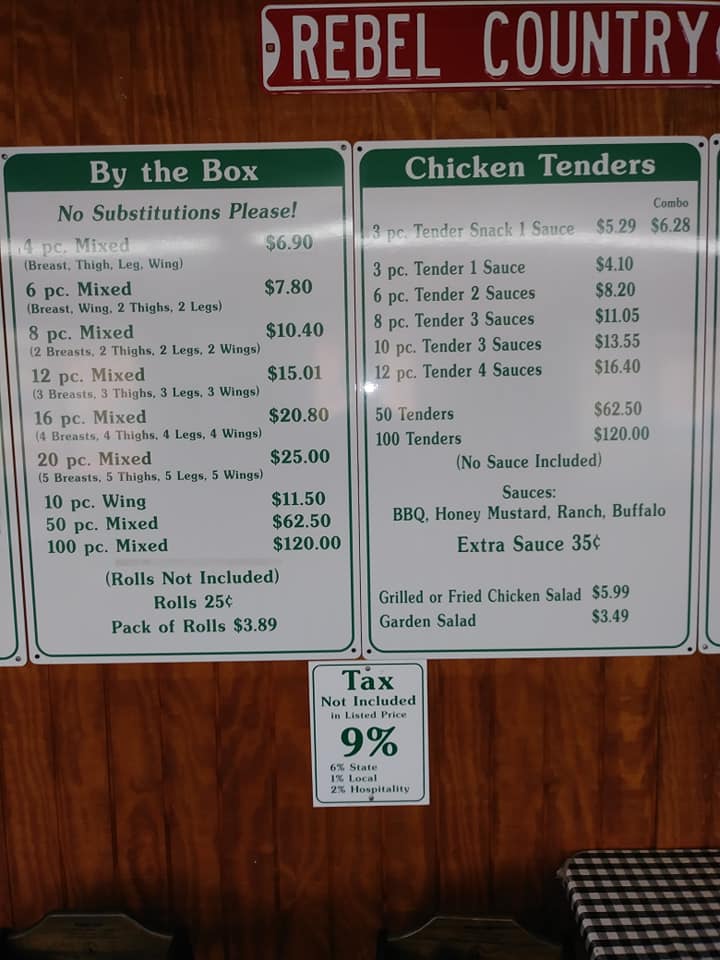 REBEL COUNTRY
By the Box
No Substitutions Please!
4 pc. Mixed $6.90
(Breast, Thigh, Leg, Wing)
6 pc. Mixed $7.80
(Breast, Wing, 2 Thighs, 2 Legs)
8 pc. Mixed $10.40
(2 Breasts, 2 Thighs, 2 Legs, 2 Wings)
12 pc. Mixed $15.01
(3 Breasts, 3 Thighs, 3 Legs, 3 Wings)
16 pc. Mixed $20.80
(4 Breasts, 4 Thighs, 4 Legs, 4 Wings)
20 pc. Mixed $25.00
(5 Breasts, 5 Thighs, 5 Legs, 5 Wings)
10 pc. Wing $11.50
50 pc. Mixed $62.50
100 pc. Mixed $120.00
(Rolls Not Included)
Rolls 25¢
Pack of Rolls $3.89
Chicken Tenders
Combo
3 pc. Tender Snack 1 Sauce $5.29 $6.28
3 pc. Tender 1 Sauce $4.10
6 pc. Tender 2 Sauces $8.20
8 pc. Tender 3 Sauces $11.05
10 pc. Tender 3 Sauces $13.55
12 pc. Tender 4 Sauces $16.40
50 Tenders $62.50
100 Tenders $120.00
(No Sauce Included)
Sauces:
BBQ, Honey Mustard, Ranch, Buffalo
Extra Sauce 35¢
Grilled or Fried Chicken Salad $5.99
Garden Salad $3.49
Tax
Not Included
in Listed Price
9%
6% State
1% Local
2% Hospitality